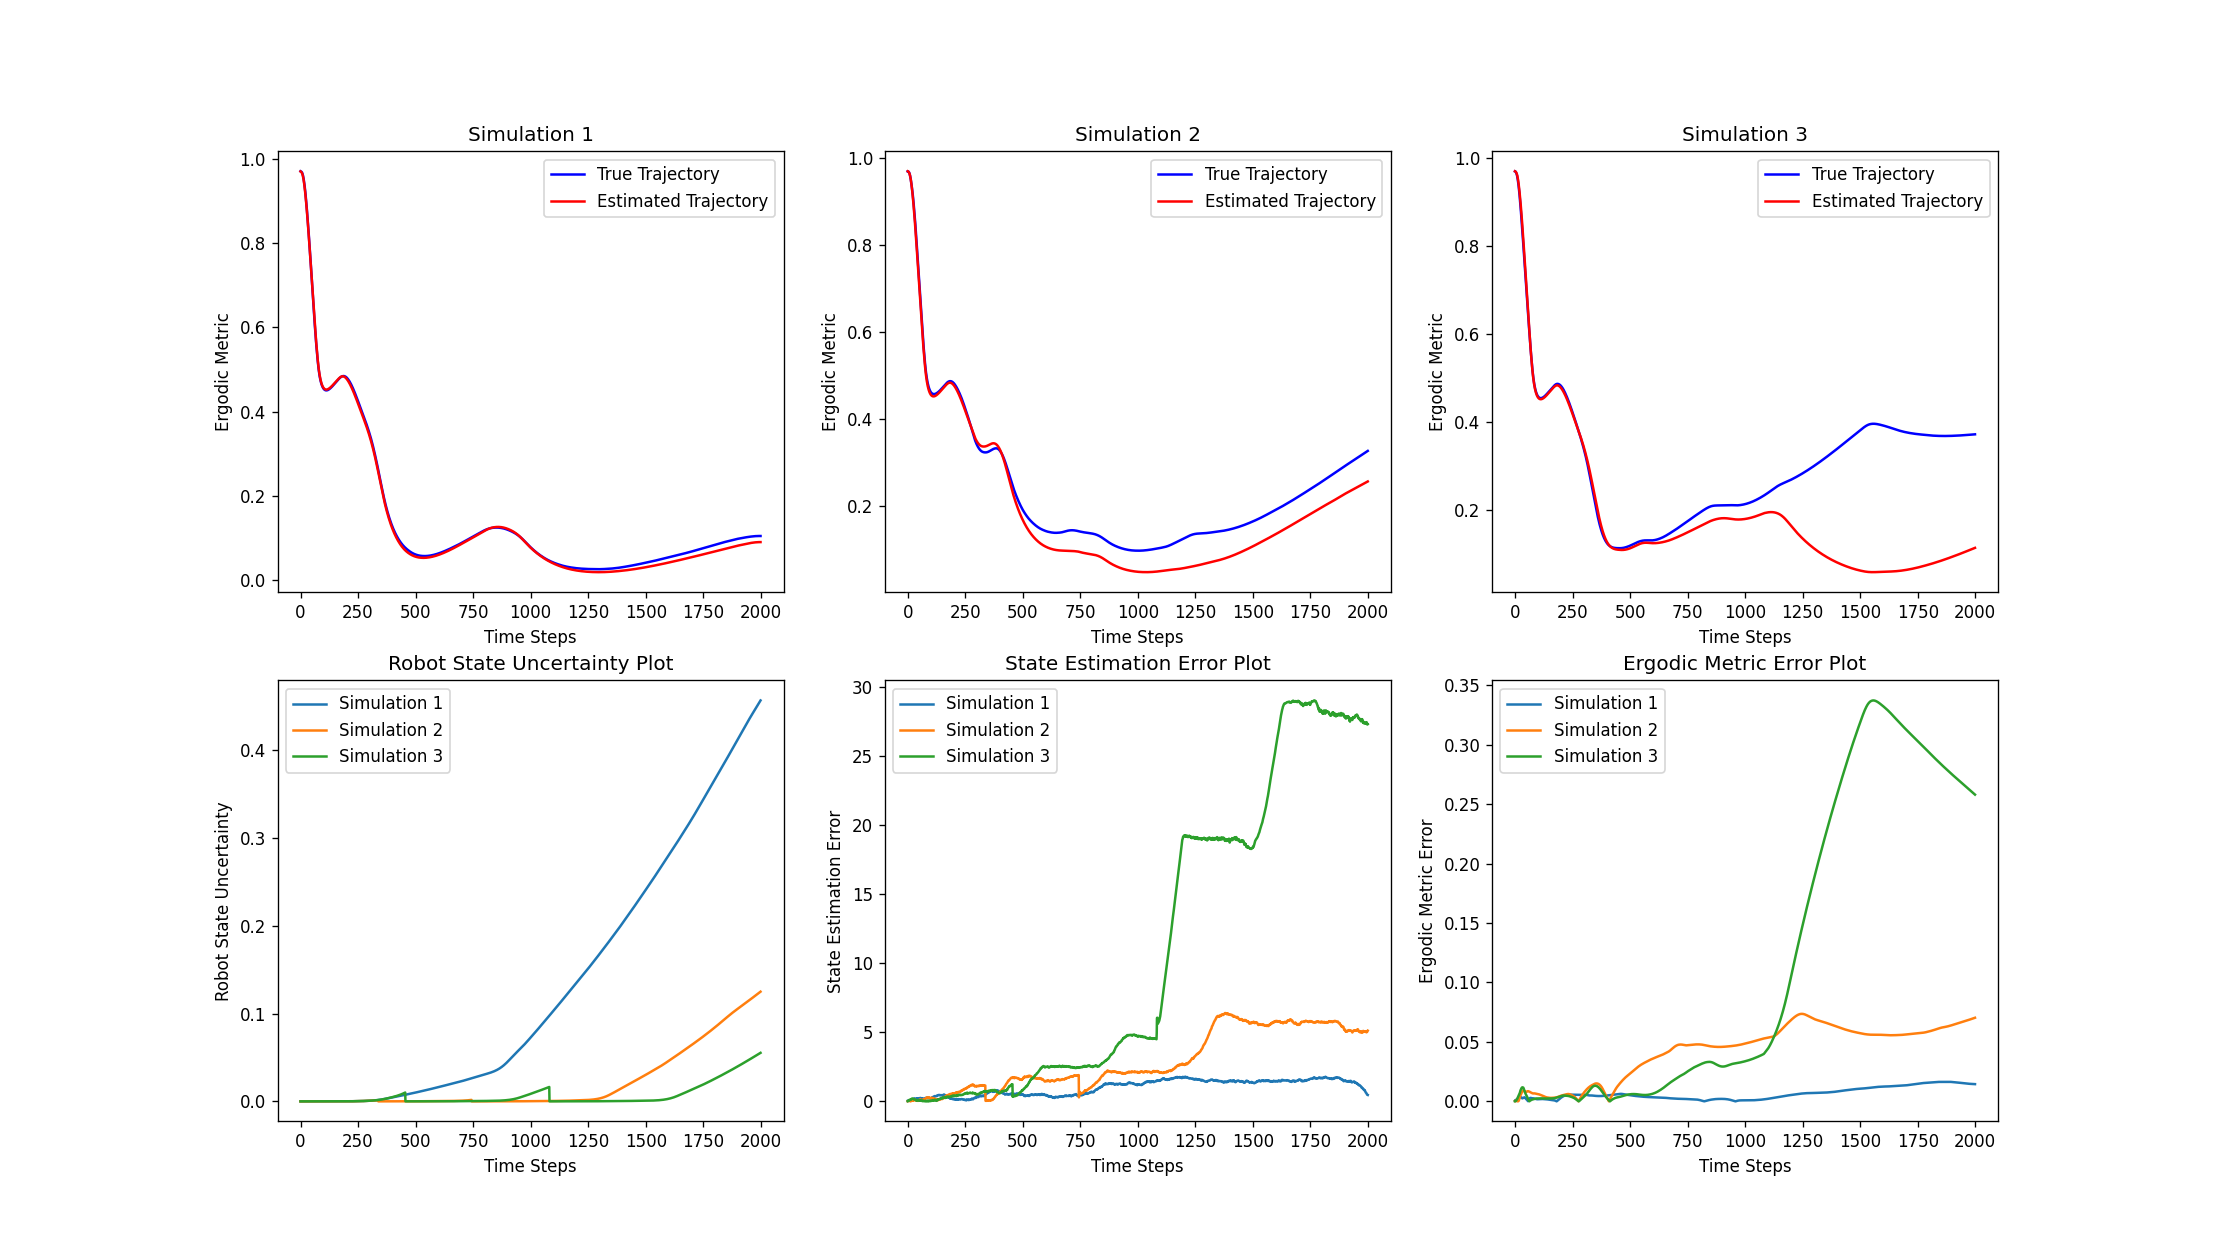 Simulation 1
Simulation 2
Simulation 3
1.0
0.8
0.6
0.4
0.2
0.0
Ergodic Metric
True Trajectory
Estimated Trajectory
0 250 500 750 1000 1250 1500 1750 2000
Time Steps
1.0
0.8
0.6
0.4
0.2
Ergodic Metric
True Trajectory
Estimated Trajectory
0 250 500 750 1000 1250 1500 1750 2000
Time Steps
1.0
0.8
0.6
0.4
0.2
Ergodic Metric
True Trajectory
Estimated Trajectory
0 250 500 750 1000 1250 1500 1750 2000
Time Steps
Robot State Uncertainty Plot
Simulation 1
Simulation 2
Simulation 3
0.4
0.3
0.2
0.1
0.0
Robot State Uncertainty
0 250 500 750 1000 1250 1500 1750 2000
Time Steps
State Estimation Error Plot
Simulation 1
Simulation 2
Simulation 3
30
25
20
15
10
5
0
State Estimation Error
0 250 500 750 1000 1250 1500 1750 2000
Time Steps
Ergodic Metric Error Plot
Simulation 1
Simulation 2
Simulation 3
0.35
0.30
0.25
0.20
0.15
0.10
0.05
0.00
Ergodic Metric Error
0 250 500 750 1000 1250 1500 1750 2000
Time Steps